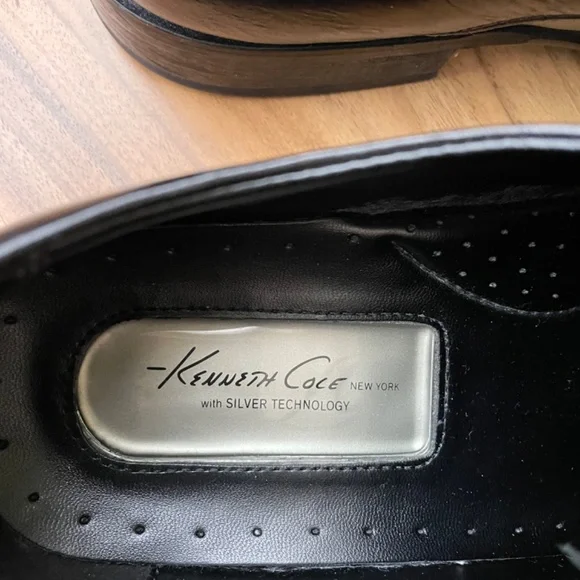 Kenneth Cole NEW YORK
with SILVER TECHNOLOGY